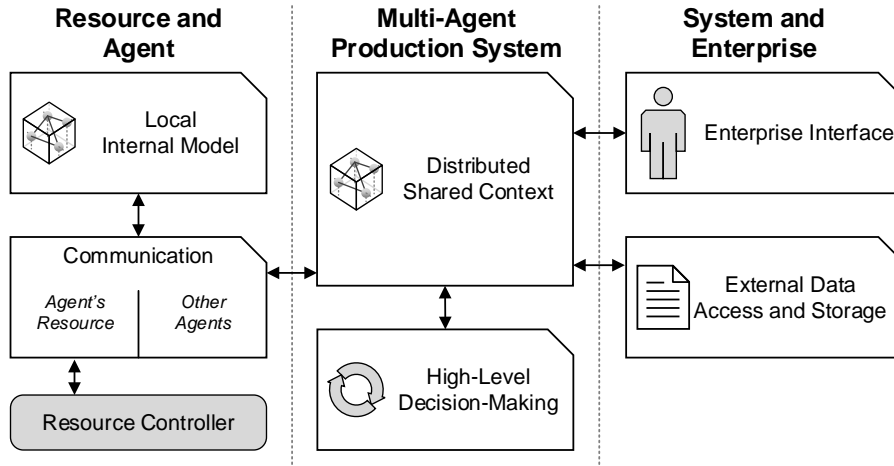 Resource and
Agent
Local
Internal Model
Communication
Agent's
Resource
Other
Agents
Resource Controller
Multi-Agent
Production System
Distributed
Shared Context
High-Level
Decision-Making
System and
Enterprise
Enterprise Interface
External Data
Access and Storage